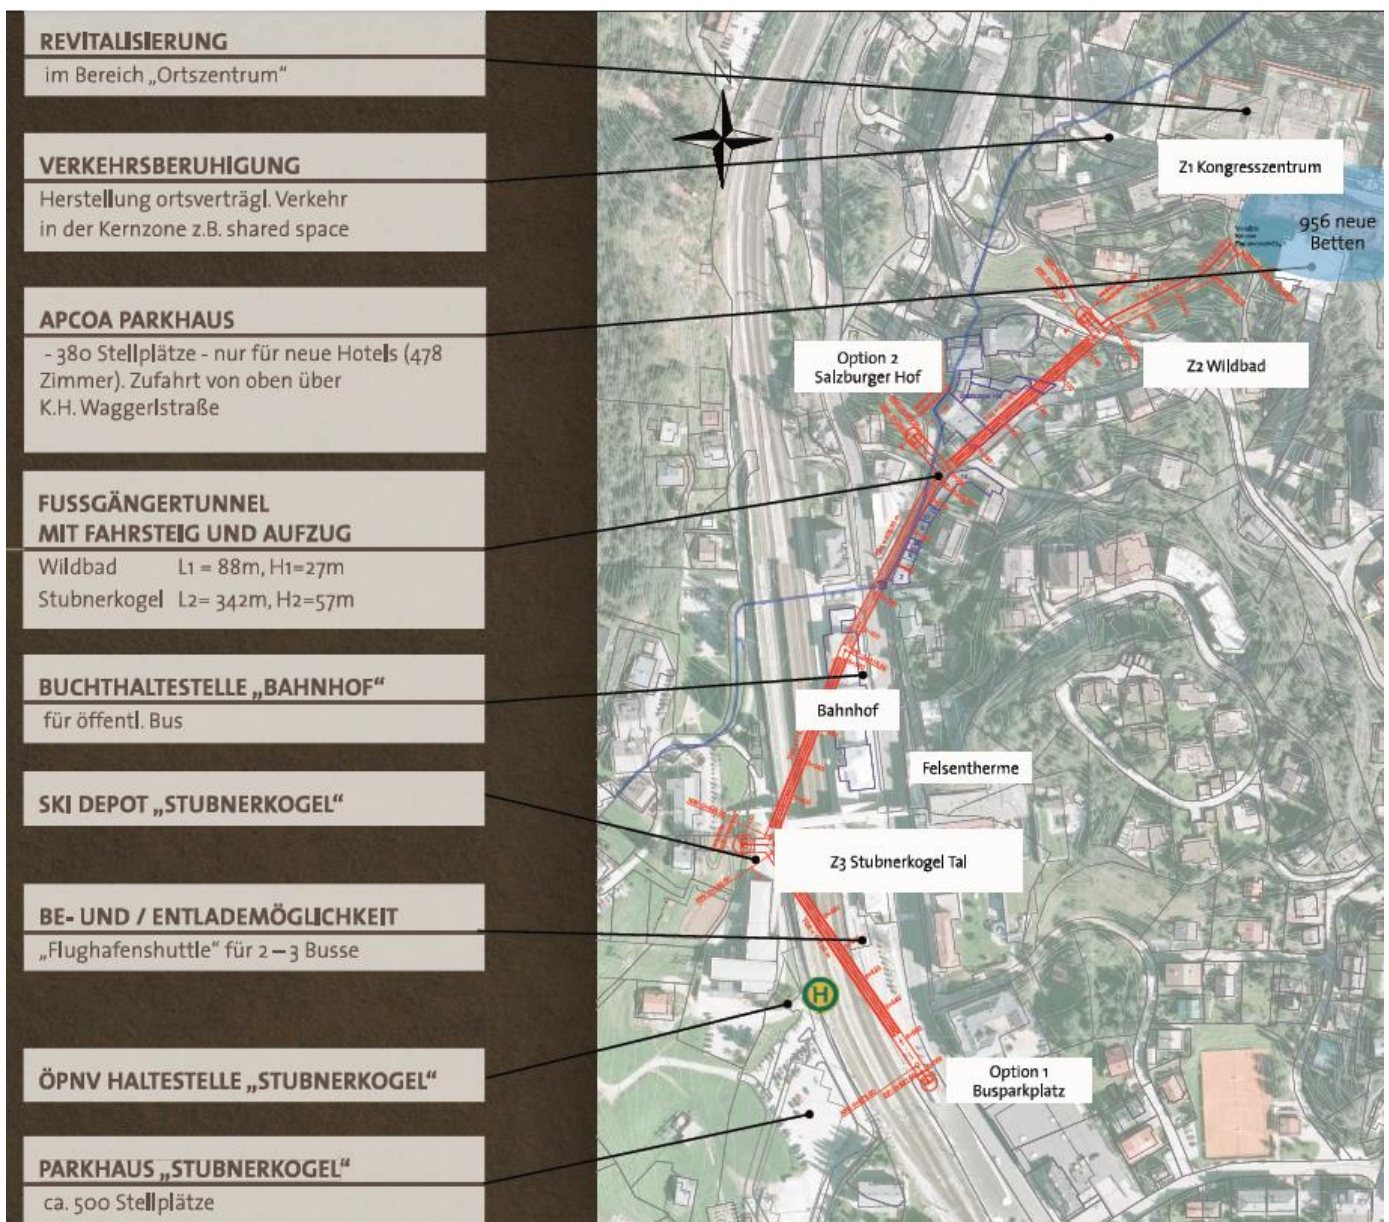 REVITALISIERUNG
im Bereich „Ortszentrum“
VERKEHRSBERUHIGUNG
Herstellung ortsverträgl. Verkehr
in der Kernzone z.B. shared space
APCOA PARKHAUS
- 380 Stellplätze - nur für neue Hotels (478
Zimmer). Zufahrt von oben über
K.H. Waggerlstraße
FUSSGÄNGERTUNNEL
MIT FAHRSTEIG UND AUFZUG
Wildbad L1 = 88m, H1=27m
Stubnerkogel L2= 342m, H2=57m
BUCHTHALTESTELLE „BAHNHOF“
für öffentl. Bus
SKI DEPOT „STUBNERKOGEL“
BE- UND / ENTLADEMÖGLICHKEIT
„Flughafenshuttle“ für 2 – 3 Busse
ÖPNV HALTESTELLE „STUBNERKOGEL“
PARKHAUS „STUBNERKOGEL“
ca. 500 Stellplätze
N
Z1 Kongresszentrum
956 neue
Betten
Z2 Wildbad
Option 2
Salzburger Hof
Bahnhof
Felsentherme
Z3 Stubnerkogel Tal
H
Option 1
Busparkplatz